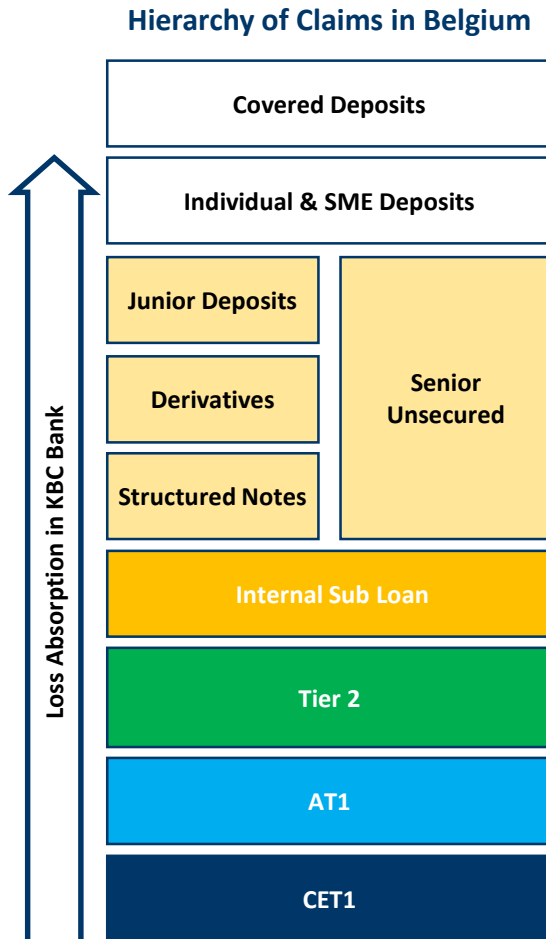 Hierarchy of Claims in Belgium
Covered Deposits
Individual & SME Deposits
Junior Deposits
Derivatives
Structured Notes
Senior
Unsecured
Internal Sub Loan
Tier 2
AT1
CET1
Loss Absorption in KBC Bank